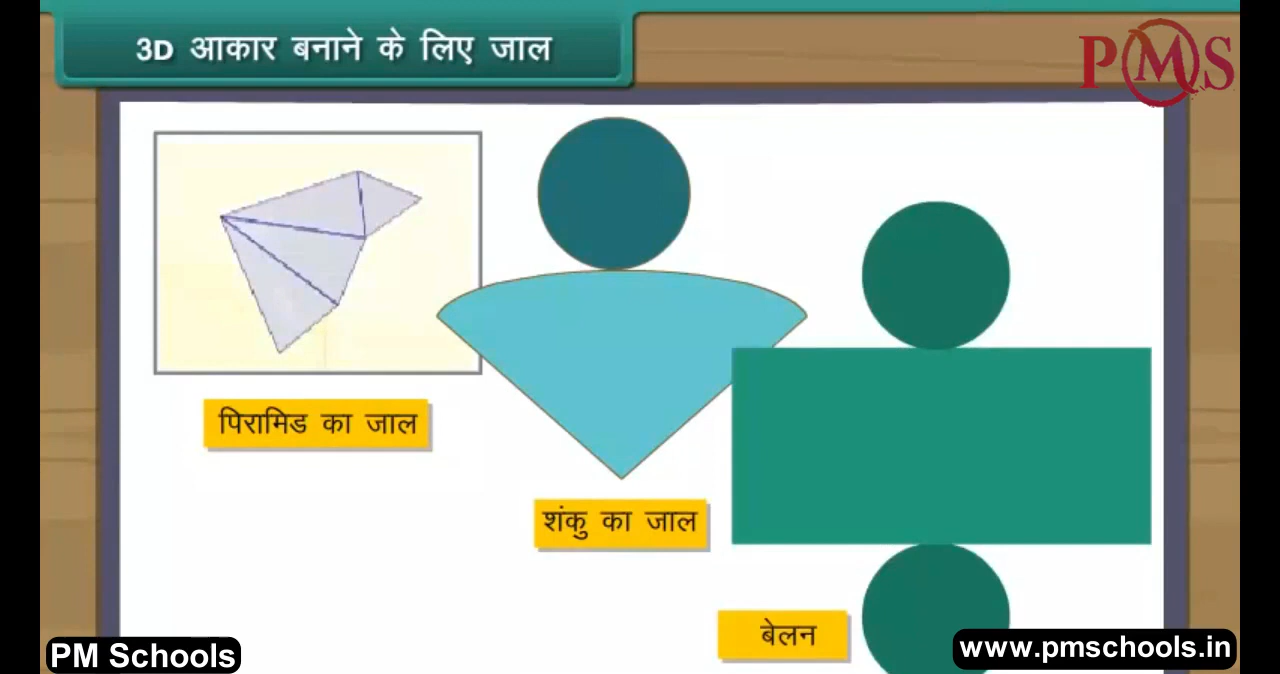 3D आकार बनाने के लिए जाल
PMS
पिरामिड का जाल
शंकु का जाल
बेलन
PM Schools
www.pmschools.in